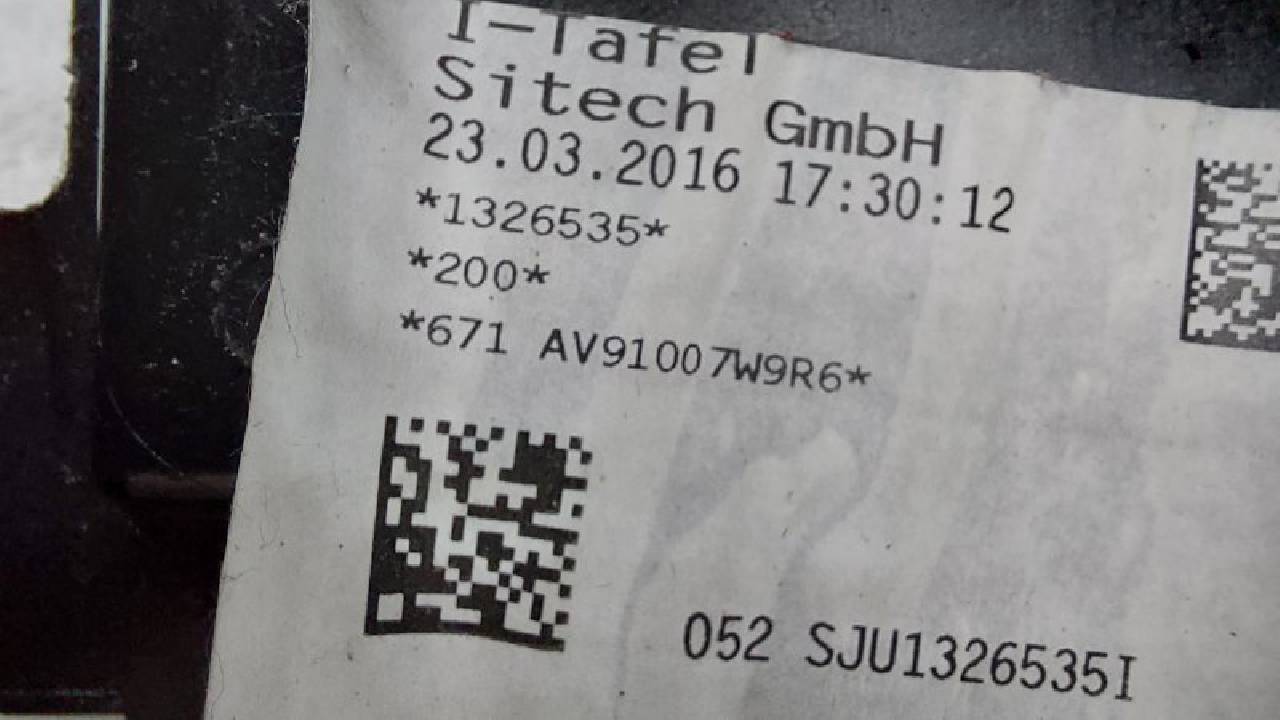 I-Tafel
Sitech GmbH
23.03.2016 17:30:12
*1326535*
*200*
*671 AV91007W9R6*
052 SJU1326535I